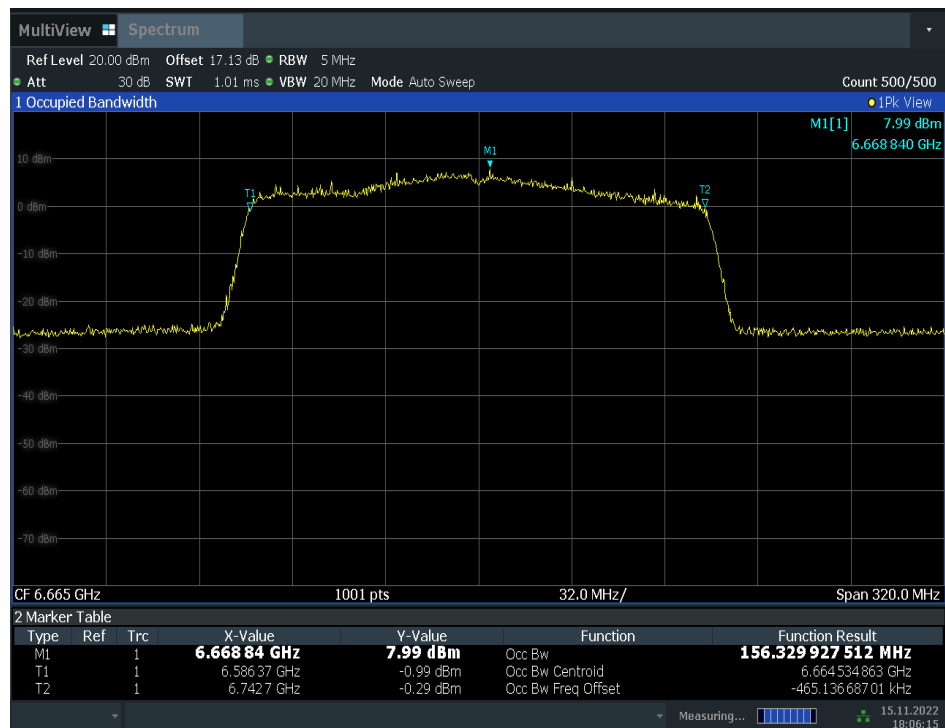 MultiView Spectrum
Ref Level 20.00 dBm Offset 17.13 dB RBW 5 MHz
Att 30 dB SWT 1.01 ms VBW 20 MHz Mode Auto Sweep Count 500/500
1 Occupied Bandwidth 1Pk View
M1[1] 7.99 dBm
6.668 840 GHz
M1
10 dBm
T1
T2
0 dBm
-10 dBm
-20 dBm
-30 dBm
-40 dBm
-50 dBm
-60 dBm
-70 dBm
CF 6.665 GHz 1001 pts 32.0 MHz/ Span 320.0 MHz
2 Marker Table
Type Ref Trc X-Value Y-Value Function Function Result
M1 1 6.668 84 GHz 7.99 dBm Occ Bw 156.329 927 512 MHz
T1 1 6.586 37 GHz -0.99 dBm Occ Bw Centroid 6.664 534 863 GHz
T2 1 6.742 7 GHz -0.29 dBm Occ Bw Freq Offset -465.136 687 01 kHz
Measuring... 15.11.2022
18:06:15